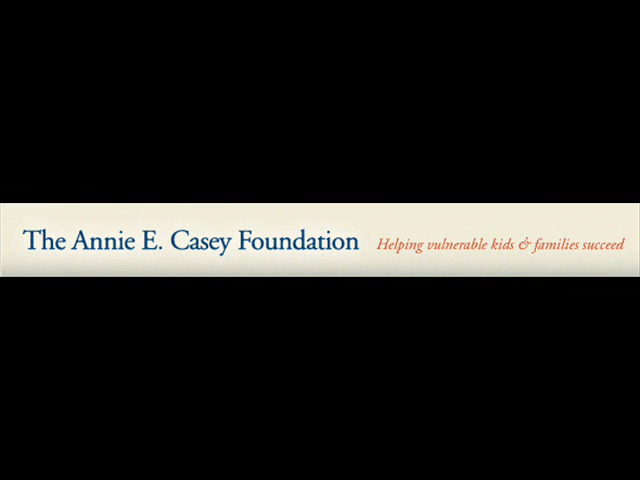 The Annie E. Casey Foundation Helping vulnerable kids & families succeed